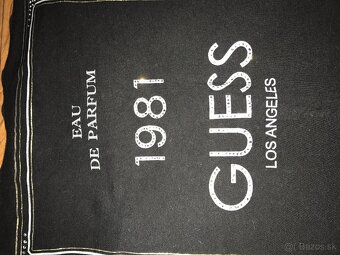 EAU
DE PARFUM
1981
GUESS
LOS ANGELES
Bazos.sk